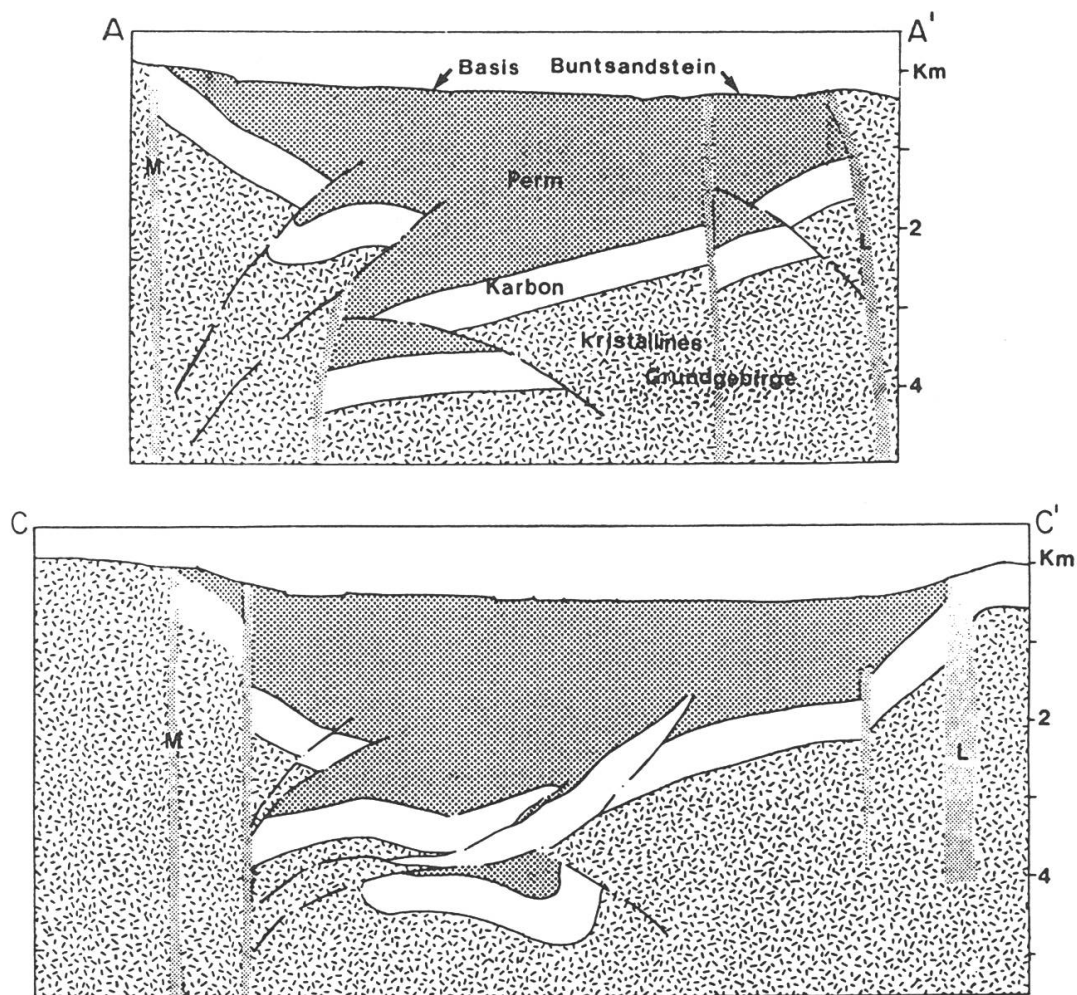 A
A'
Km
Basis Buntsandstein
M
Perm
2
L
Karbon
kristallines
Grundgebirge
4
C
C'
Km
2
M
L
4